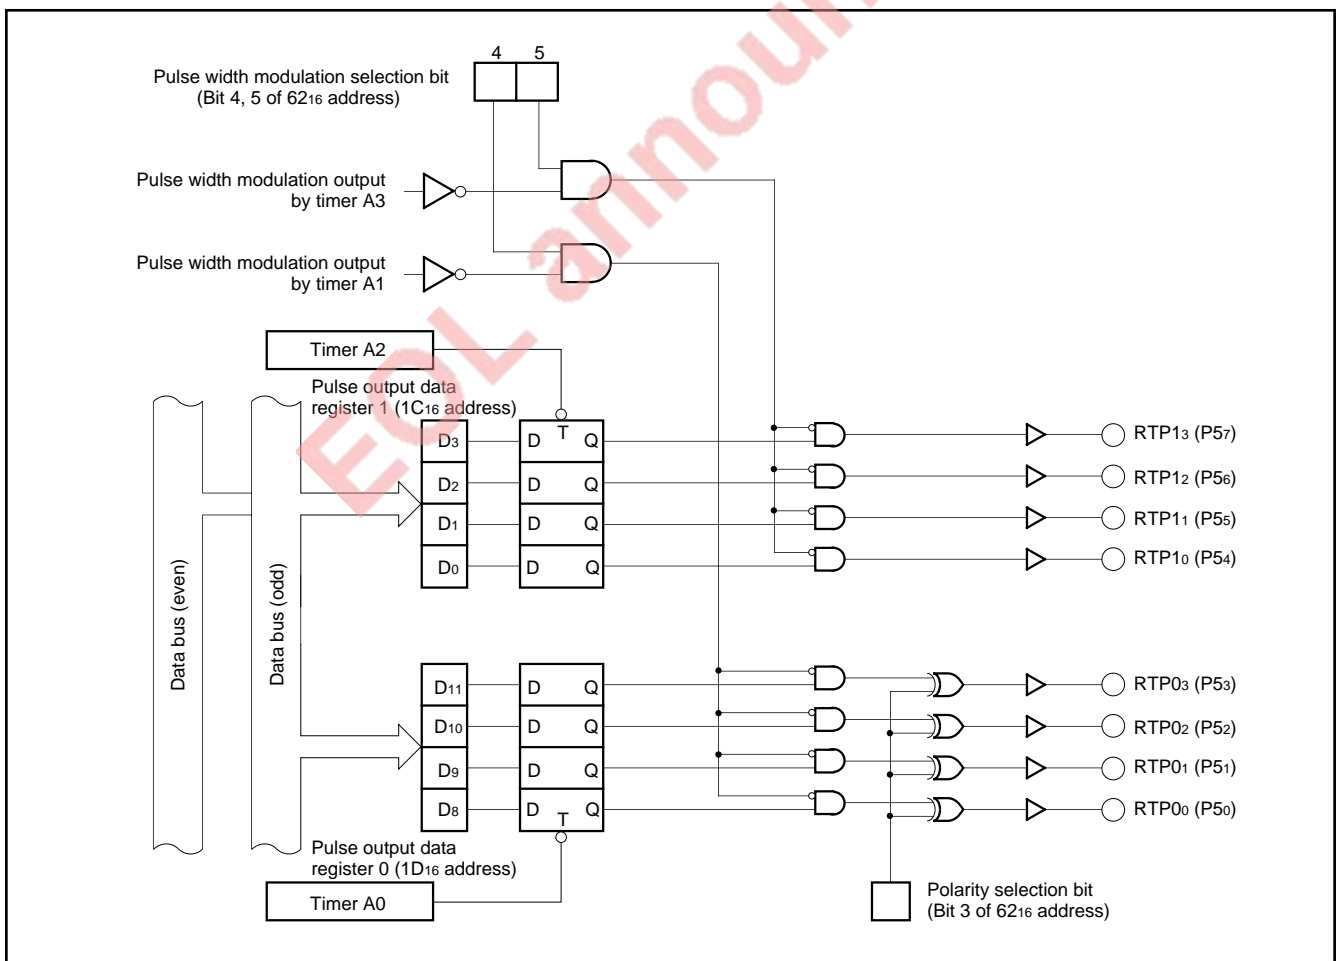 4 5
Pulse width modulation selection bit
(Bit 4, 5 of 6216 address)
Pulse width modulation output
by timer A3
Pulse width modulation output
by timer A1
Timer A2
Pulse output data
register 1 (1C16 address)
T
D3 D Q
D2 D Q
D1 D Q
D0 D Q
RTP13 (P57)
RTP12 (P56)
RTP11 (P55)
RTP10 (P54)
Data bus (even)
Data bus (odd)
D11 D Q
D10 D Q
D9 D Q
D8 D Q
T
RTP03 (P53)
RTP02 (P52)
RTP01 (P51)
RTP00 (P50)
Pulse output data
register 0 (1D16 address)
Timer A0
Polarity selection bit
(Bit 3 of 6216 address)
EOL announ